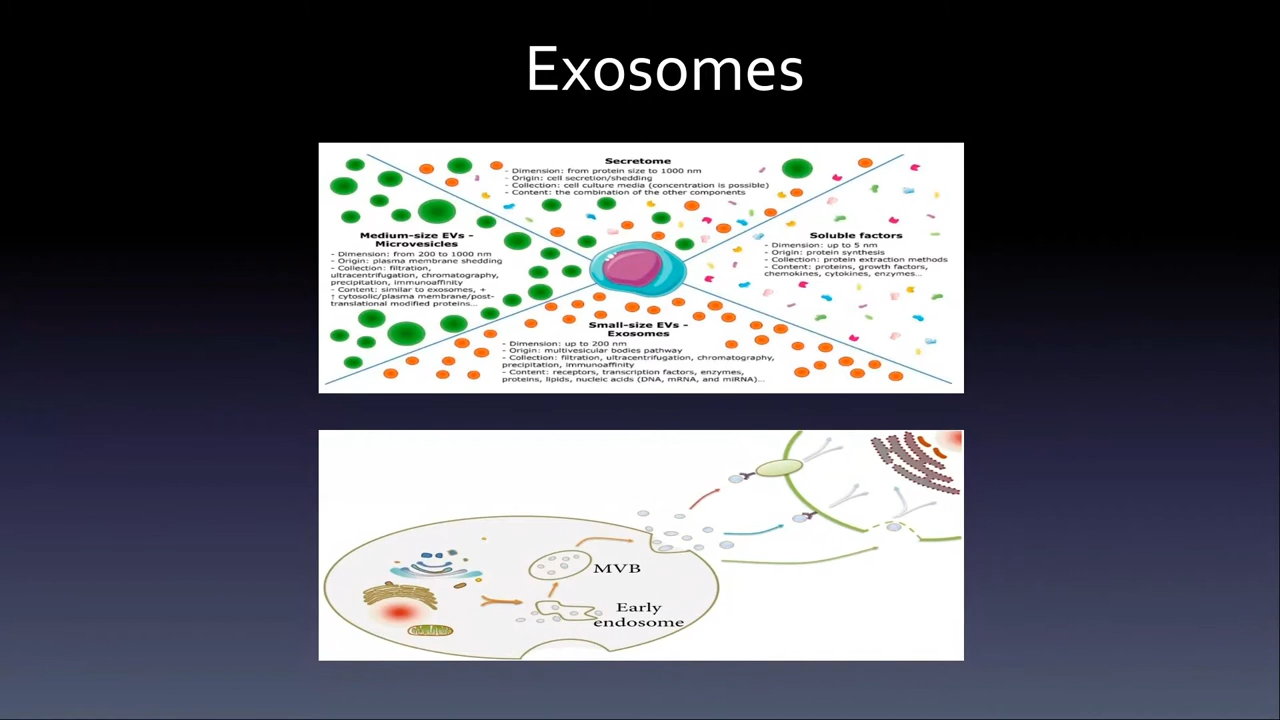 Exosomes
Secretome
- Dimension: from protein size to 1000 nm
- Origin: cell secretion/shedding
- Collection: cell culture media (concentration is possible)
- Content: the combination of the other components
Medium-size EVs -
Microvesicles
- Dimension: from 200 to 1000 nm
- Origin: plasma membrane shedding
- Collection: filtration,
ultracentrifugation, chromatography,
precipitation, immunoaffinity
- Content: similar to exosomes, +
↑ cytosolic/plasma membrane/post-
translational modified proteins...
Soluble factors
- Dimension: up to 5 nm
- Origin: protein synthesis
- Collection: protein extraction methods
- Content: proteins, growth factors,
chemokines, cytokines, enzymes...
Small-size EVs -
Exosomes
- Dimension: up to 200 nm
- Origin: multivesicular bodies pathway
- Collection: filtration, ultracentrifugation, chromatography,
precipitation, immunoaffinity
- Content: receptors, transcription factors, enzymes,
proteins, lipids, nucleic acids (DNA, mRNA, and miRNA)...
MVB
Early
endosome